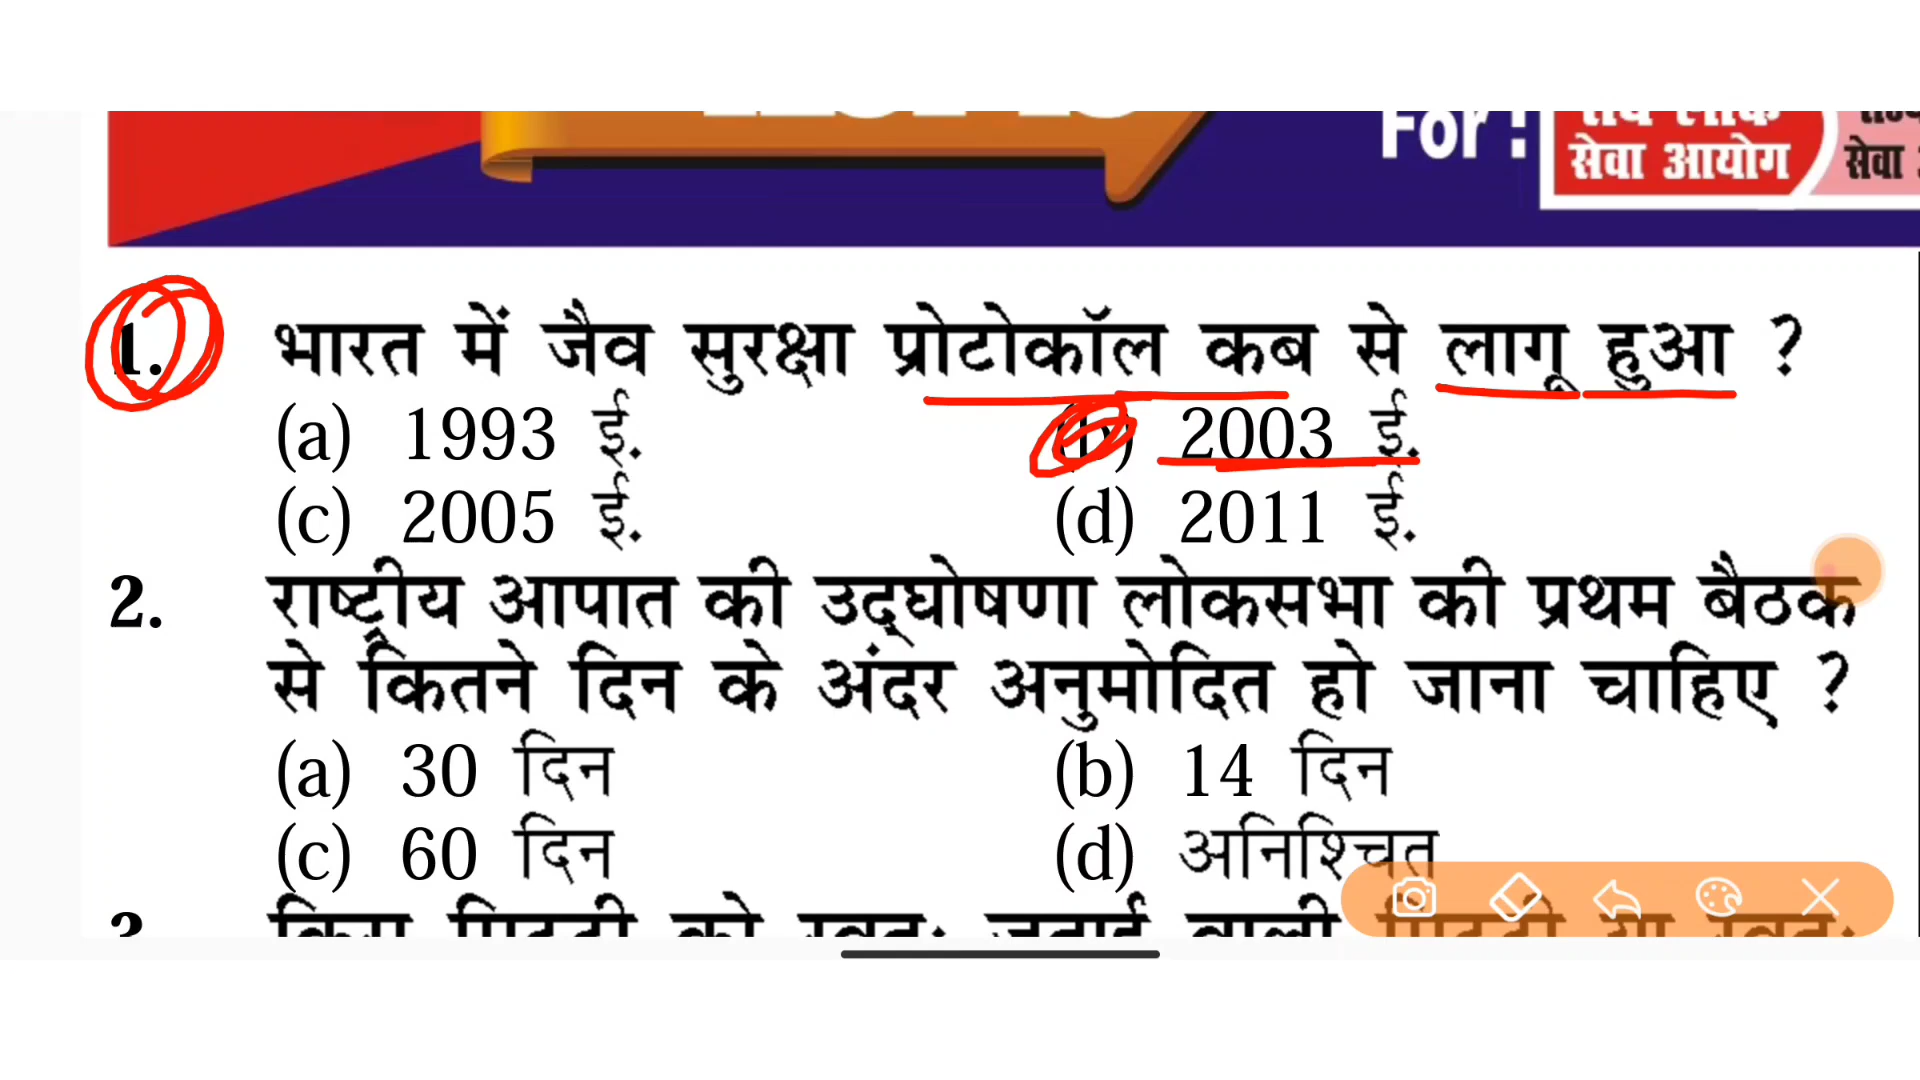 For :
सेवा आयोग
सेवा
1. भारत में जैव सुरक्षा प्रोटोकॉल कब से लागू हुआ ?
(a) 1993 ई. (b) 2003 ई.
(c) 2005 ई. (d) 2011 ई.
2. राष्ट्रीय आपात की उद्घोषणा लोकसभा की प्रथम बैठक
से कितने दिन के अंदर अनुमोदित हो जाना चाहिए ?
(a) 30 दिन (b) 14 दिन
(c) 60 दिन (d) अनिश्चित